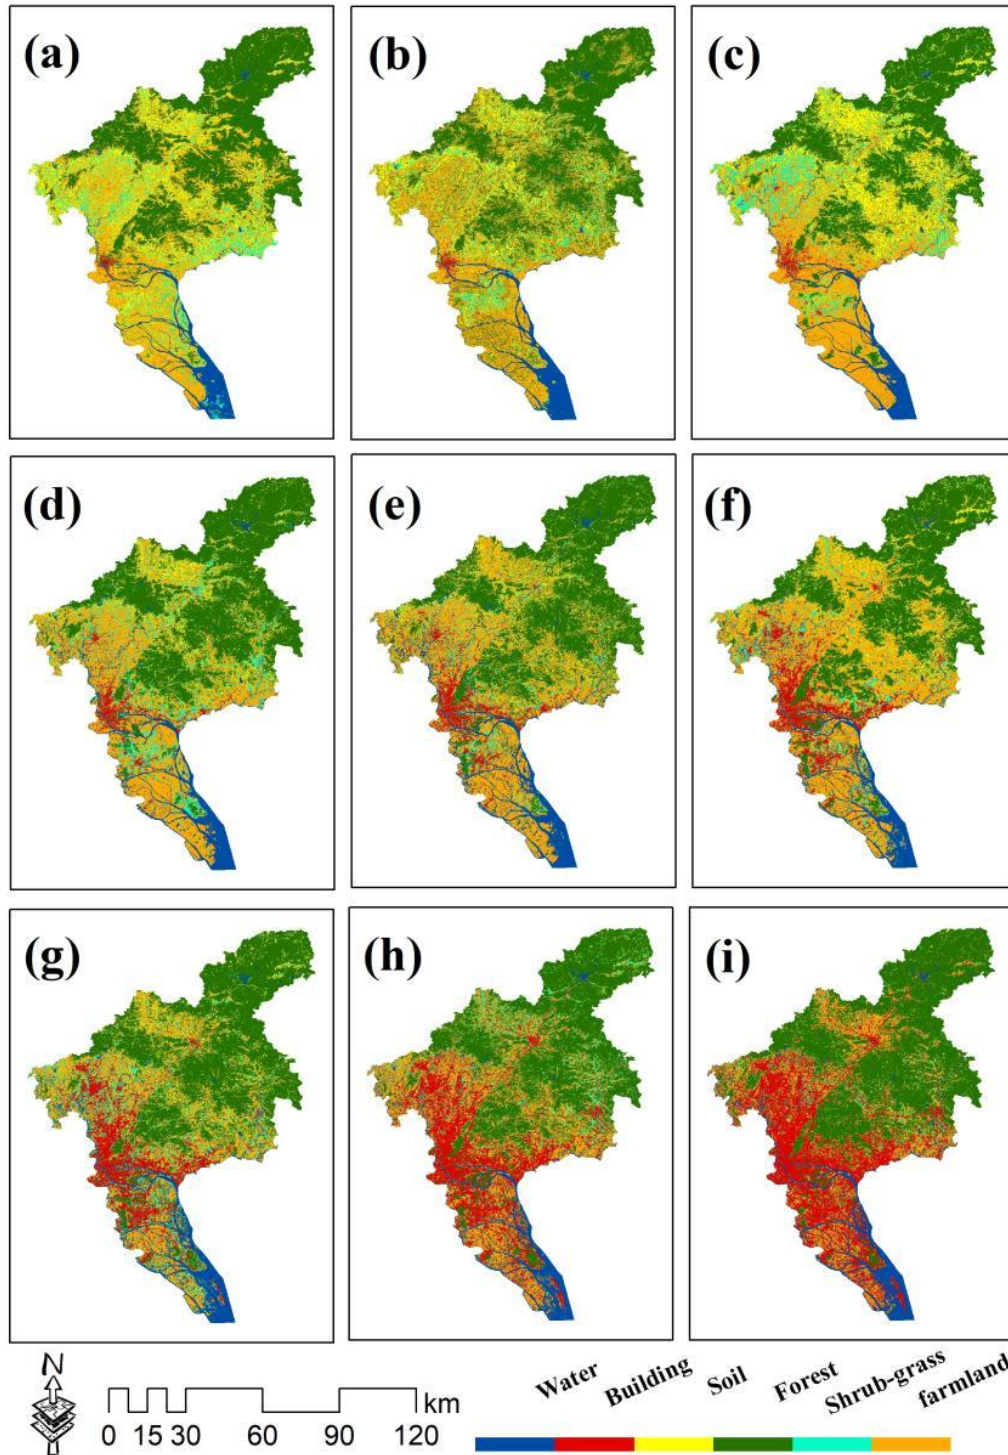 (a) (b) (c)
(d) (e) (f)
(g) (h) (i)
N
0 15 30 60 90 120 km
Water Building Soil Forest Shrub-grass farmland